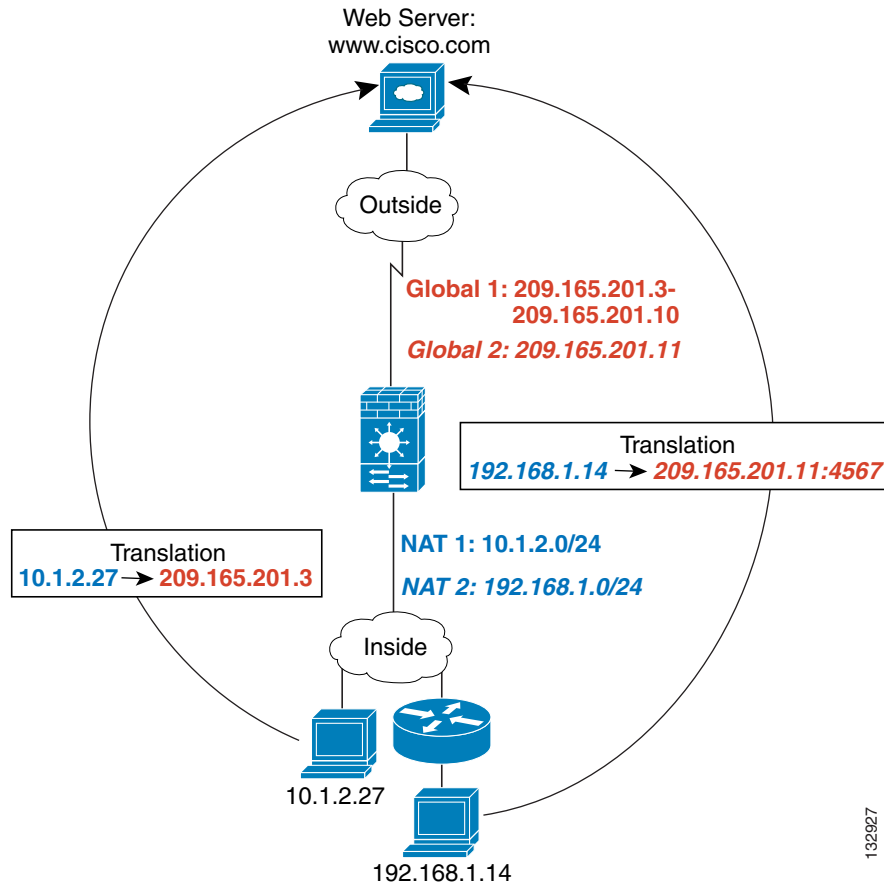 Web Server:
www.cisco.com
Outside
Global 1: 209.165.201.3-
209.165.201.10
Global 2: 209.165.201.11
Translation
192.168.1.14 209.165.201.11:4567
NAT 1: 10.1.2.0/24
NAT 2: 192.168.1.0/24
Translation
10.1.2.27 209.165.201.3
Inside
10.1.2.27
192.168.1.14
132927